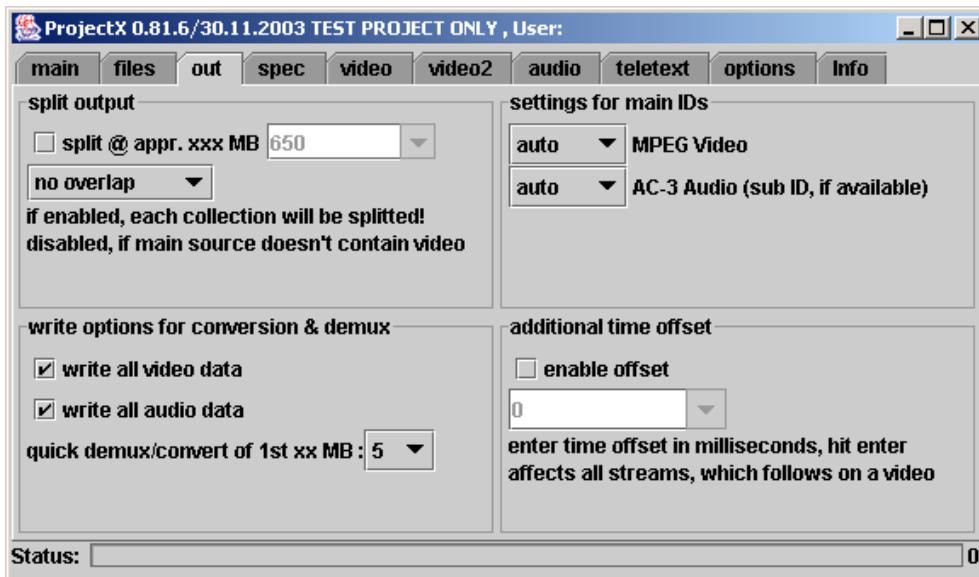 ProjectX 0.81.6/30.11.2003 TEST PROJECT ONLY , User:
main files out spec video video2 audio teletext options Info
split output
split @ appr. xxx MB 650
no overlap
if enabled, each collection will be splitted!
disabled, if main source doesn't contain video
settings for main IDs
auto MPEG Video
auto AC-3 Audio (sub ID, if available)
write options for conversion & demux
write all video data
write all audio data
quick demux/convert of 1st xx MB : 5
additional time offset
enable offset
0
enter time offset in milliseconds, hit enter
affects all streams, which follows on a video
Status: 0